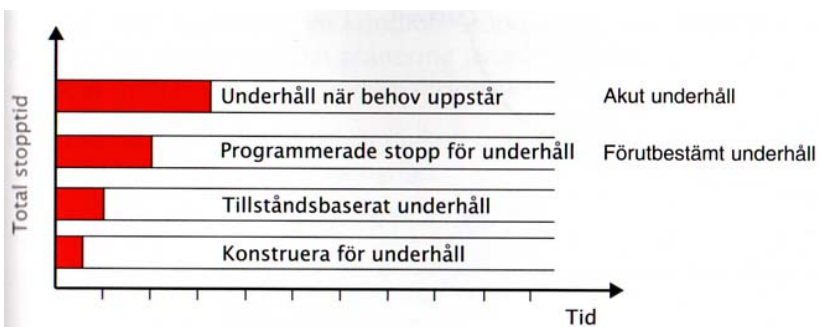 Total stopptid
Underhåll när behov uppstår
Akut underhåll
Programmerade stopp för underhåll
Förutbestämt underhåll
Tillståndsbaserat underhåll
Konstruera för underhåll
Tid